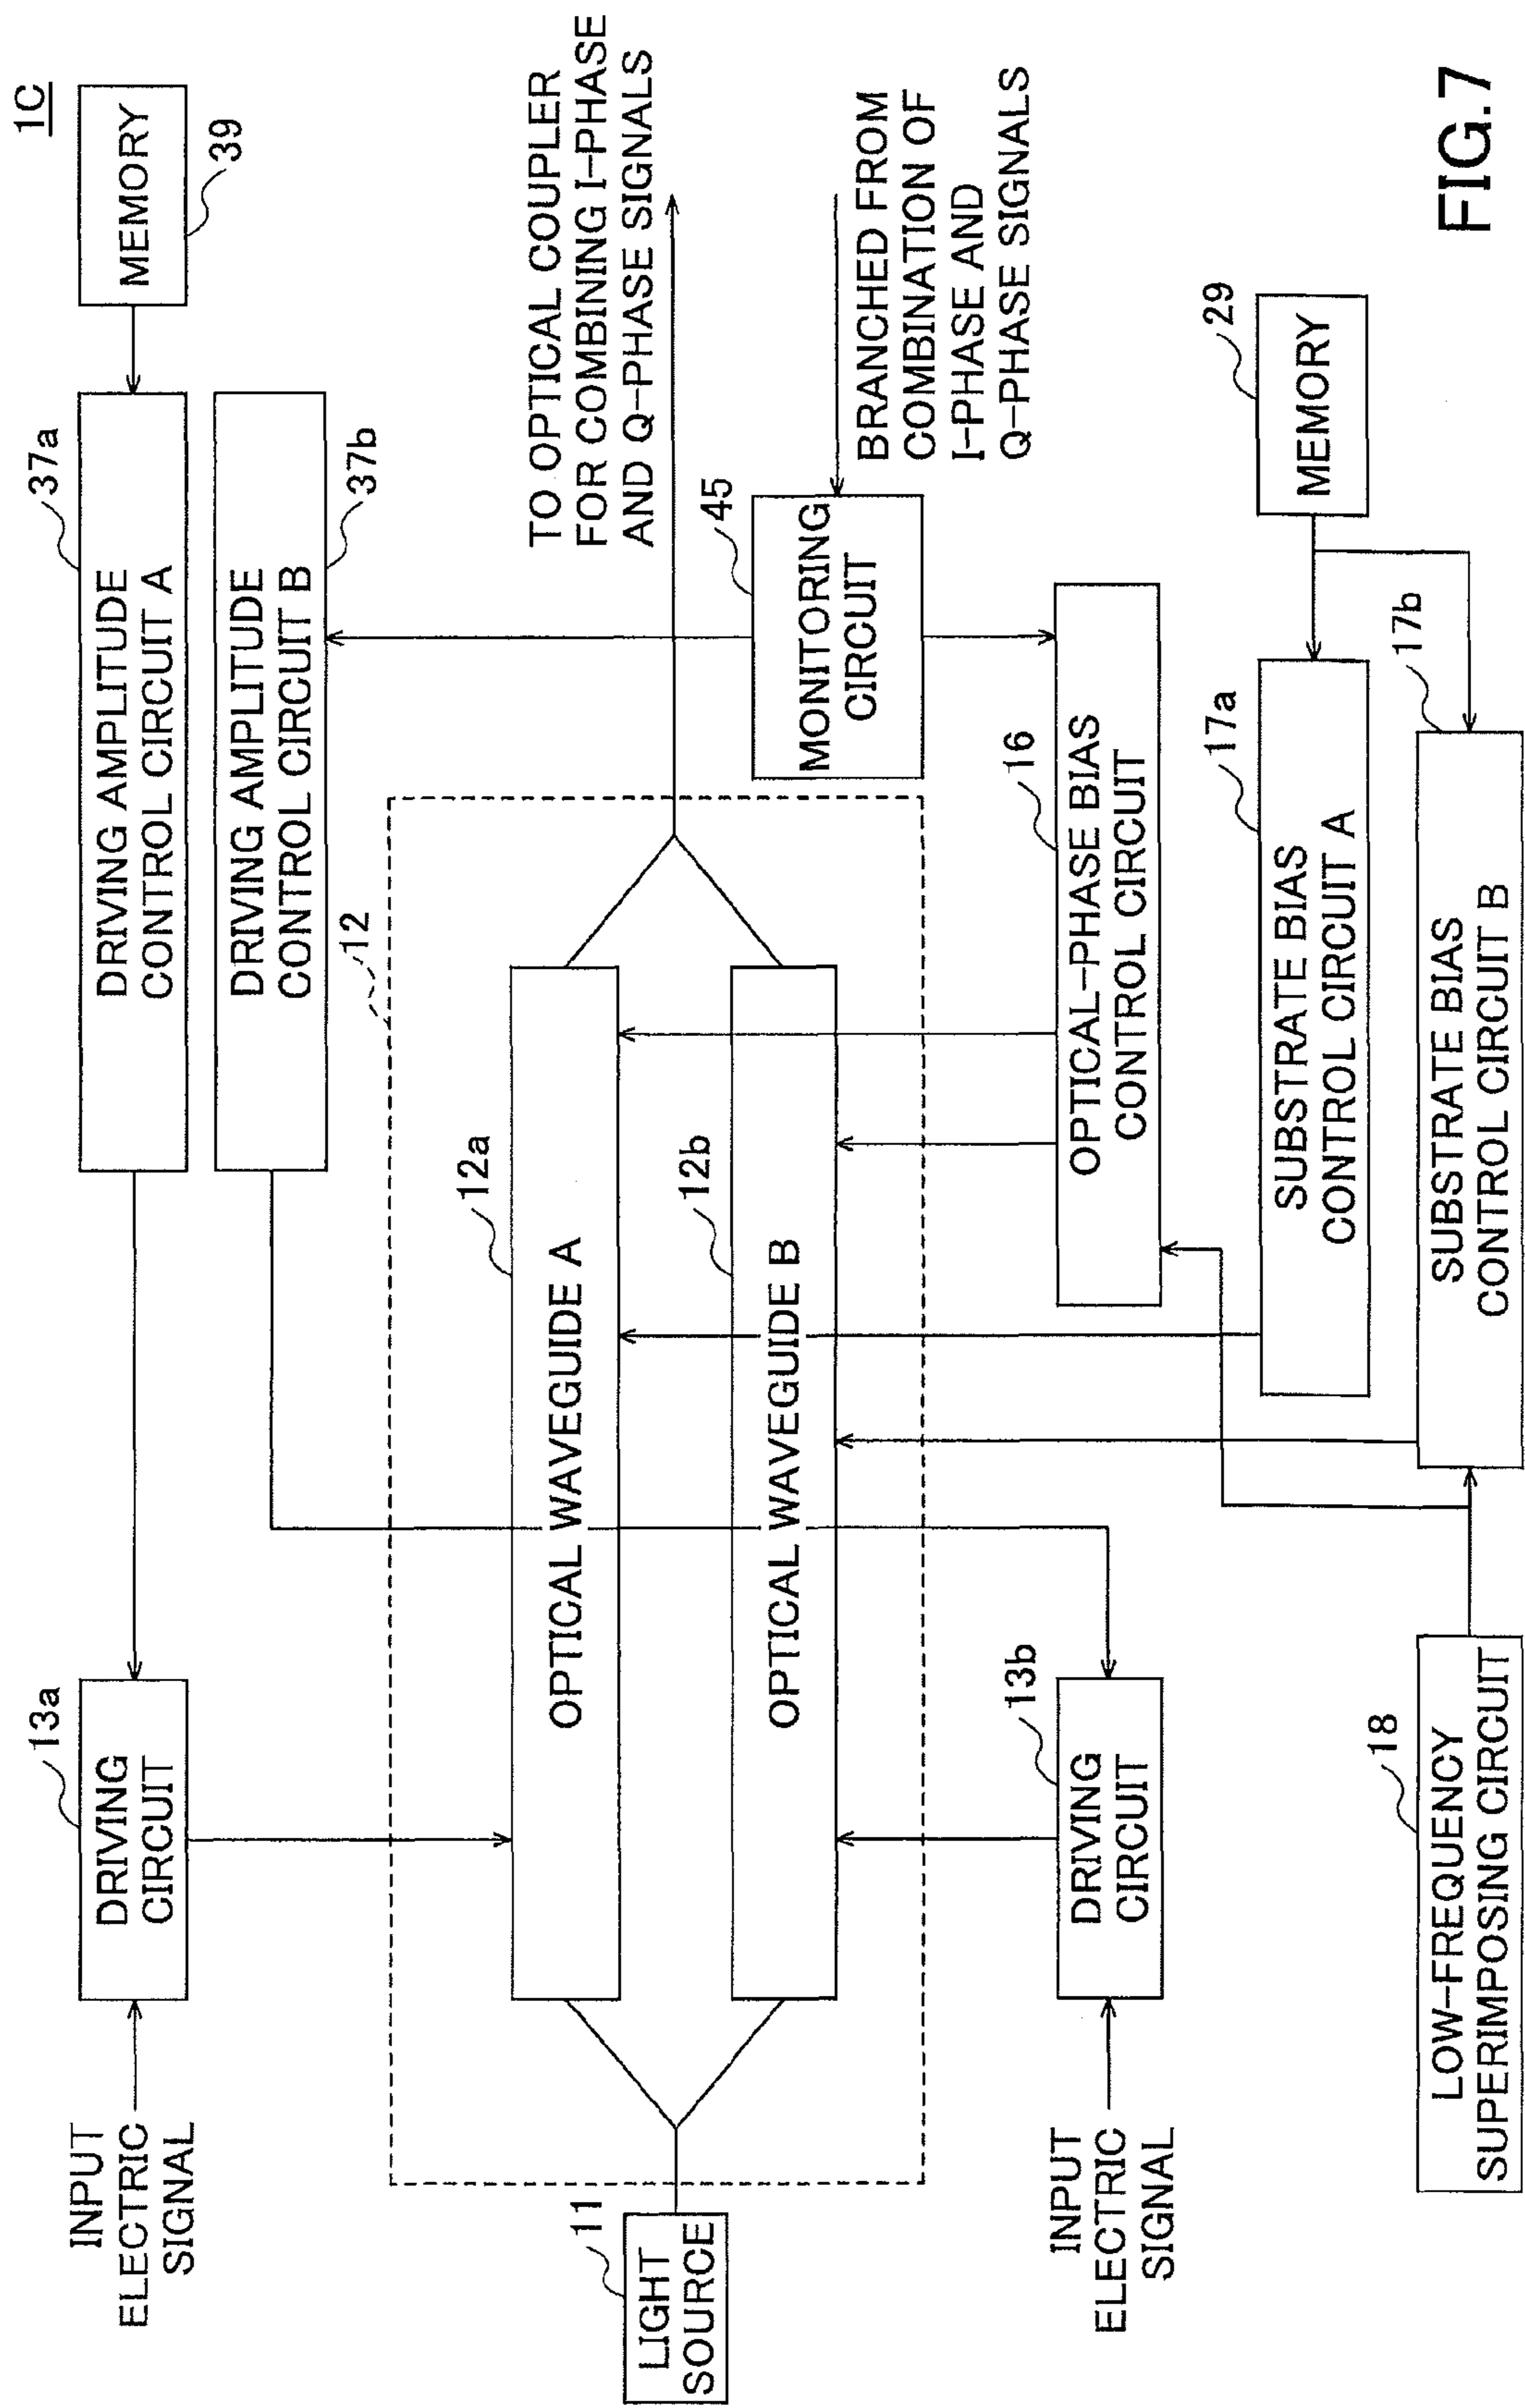 1C
MEMORY
39
37a
DRIVING AMPLITUDE
CONTROL CIRCUIT A
37b
DRIVING AMPLITUDE
CONTROL CIRCUIT B
13a
DRIVING
CIRCUIT
INPUT
ELECTRIC
SIGNAL
TO OPTICAL COUPLER
FOR COMBINING I-PHASE
AND Q-PHASE SIGNALS
12
12a
OPTICAL WAVEGUIDE A
12b
OPTICAL WAVEGUIDE B
11
LIGHT
SOURCE
45
MONITORING
CIRCUIT
BRANCHED FROM
COMBINATION OF
I-PHASE AND
Q-PHASE SIGNALS
16
OPTICAL-PHASE BIAS
CONTROL CIRCUIT
13b
DRIVING
CIRCUIT
INPUT
ELECTRIC
SIGNAL
29
MEMORY
17a
SUBSTRATE BIAS
CONTROL CIRCUIT A
17b
SUBSTRATE BIAS
CONTROL CIRCUIT B
18
LOW-FREQUENCY
SUPERIMPOSING CIRCUIT
FIG.7